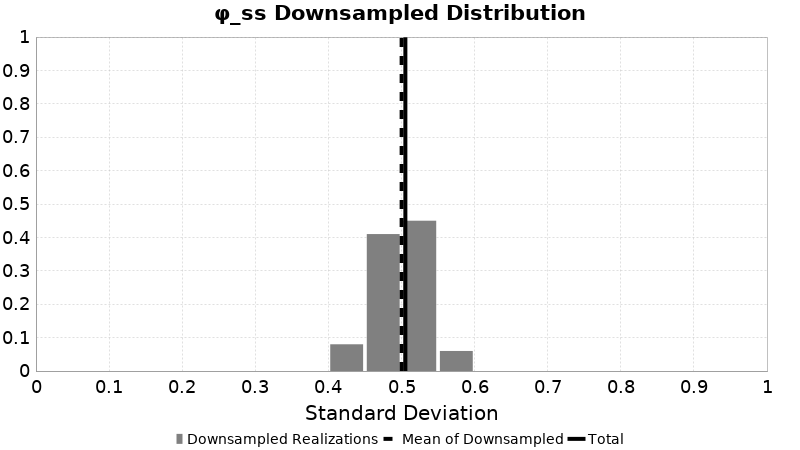 φ_ss Downsampled Distribution
1
0.9
0.8
0.7
0.6
0.5
0.4
0.3
0.2
0.1
0
0 0.1 0.2 0.3 0.4 0.5 0.6 0.7 0.8 0.9 1
Standard Deviation
Downsampled Realizations Mean of Downsampled Total